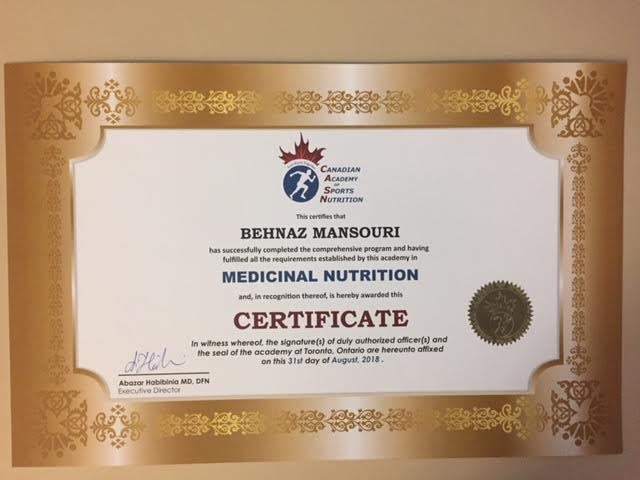 CANADIAN
ACADEMY
OF
SPORTS
NUTRITION
This certifies that
BEHNAZ MANSOURI
has successfully completed the comprehensive program and having
fulfilled all the requirements established by this academy in
MEDICINAL NUTRITION
and, in recognition thereof, is hereby awarded this
CERTIFICATE
In witness whereof, the signature(s) of duly authorized officer(s) and
the seal of the academy at Toronto, Ontario are hereunto affixed
on this 31st day of August, 2018 .
Abazar Habibinia MD, DFN
Executive Director